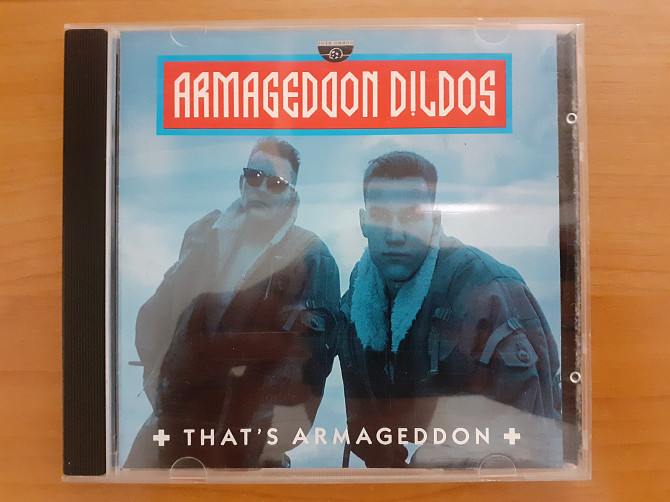 ARMAGEDDON DILDOS
+ THAT'S ARMAGEDDON +